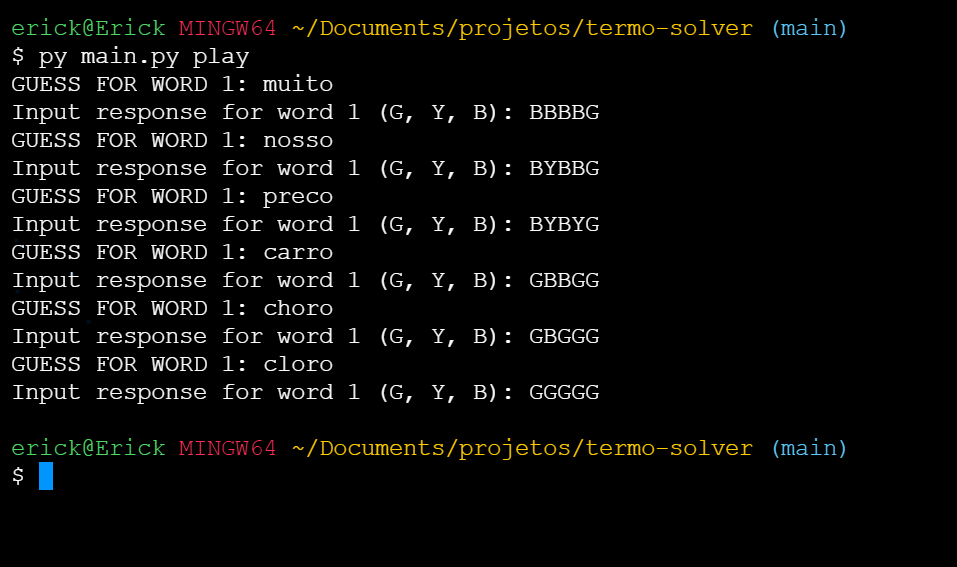 erick@Erick MINGW64 ~/Documents/projetos/termo-solver (main)
$ py main.py play
GUESS FOR WORD 1: muito
Input response for word 1 (G, Y, B): BBBBG
GUESS FOR WORD 1: nosso
Input response for word 1 (G, Y, B): BYBBG
GUESS FOR WORD 1: preco
Input response for word 1 (G, Y, B): BYBYG
GUESS FOR WORD 1: carro
Input response for word 1 (G, Y, B): GBBGG
GUESS FOR WORD 1: choro
Input response for word 1 (G, Y, B): GBGGG
GUESS FOR WORD 1: cloro
Input response for word 1 (G, Y, B): GGGGG
erick@Erick MINGW64 ~/Documents/projetos/termo-solver (main)
$